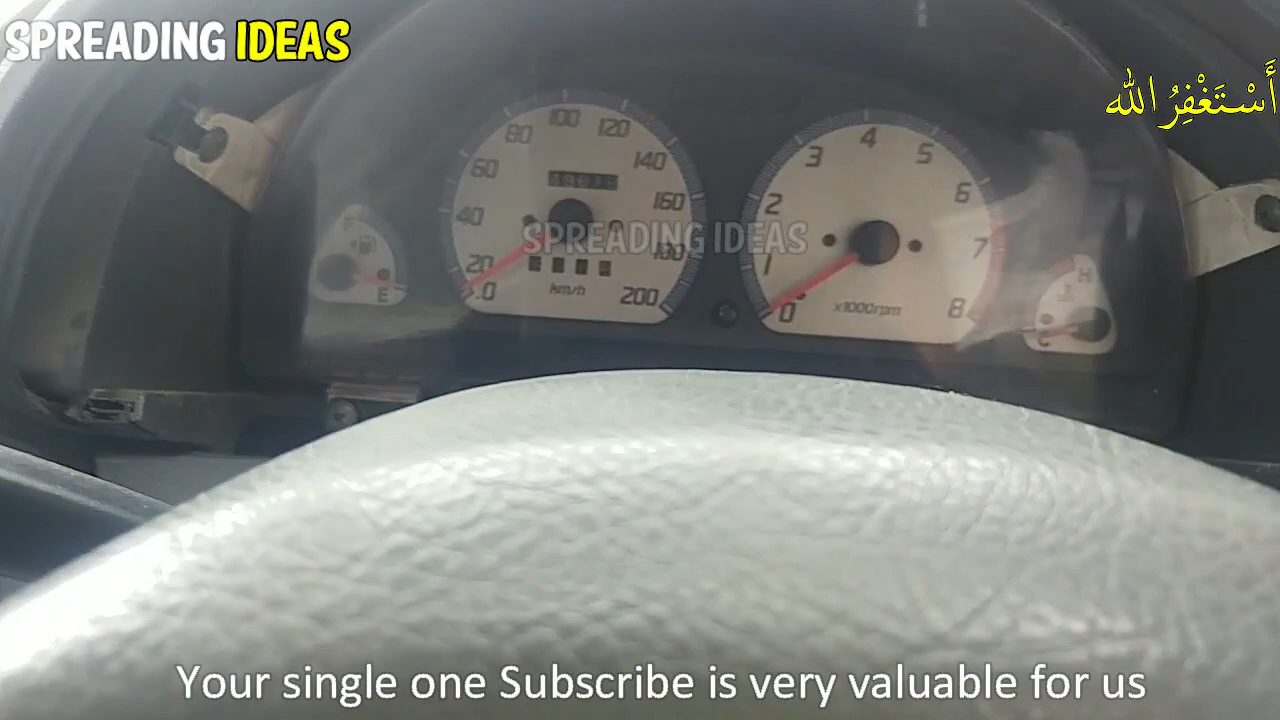 SPREADING IDEAS
أَسْتَغْفِرُ الله
100
80
120
60
140
40
160
20
180
0
200
km/h
F
E
4
3
5
2
6
1
7
0
8
x1000rpm
H
C
SPREADING IDEAS
Your single one Subscribe is very valuable for us